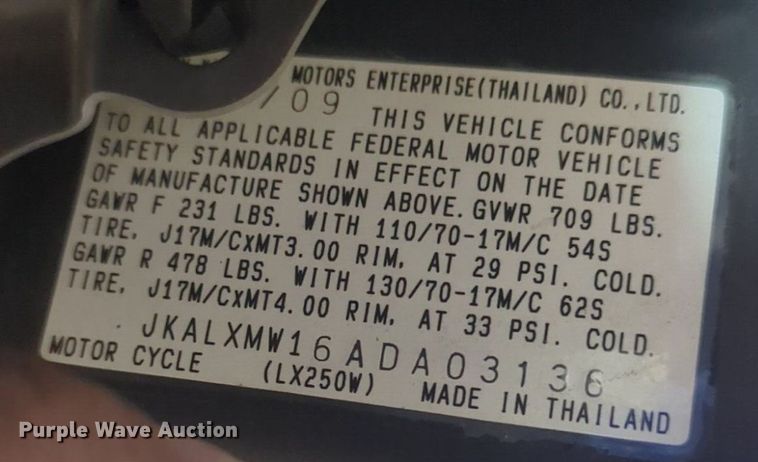 MOTORS ENTERPRISE(THAILAND) CO.,LTD.
/09 THIS VEHICLE CONFORMS
TO ALL APPLICABLE FEDERAL MOTOR VEHICLE
SAFETY STANDARDS IN EFFECT ON THE DATE
OF MANUFACTURE SHOWN ABOVE. GVWR 709 LBS.
GAWR F 231 LBS. WITH 110/70-17M/C 54S
TIRE, J17M/CxMT3.00 RIM, AT 29 PSI. COLD.
GAWR R 478 LBS. WITH 130/70-17M/C 62S
TIRE, J17M/CxMT4.00 RIM, AT 33 PSI. COLD.
JKALXMW16ADA03136
MOTOR CYCLE (LX250W) MADE IN THAILAND
Purple Wave Auction